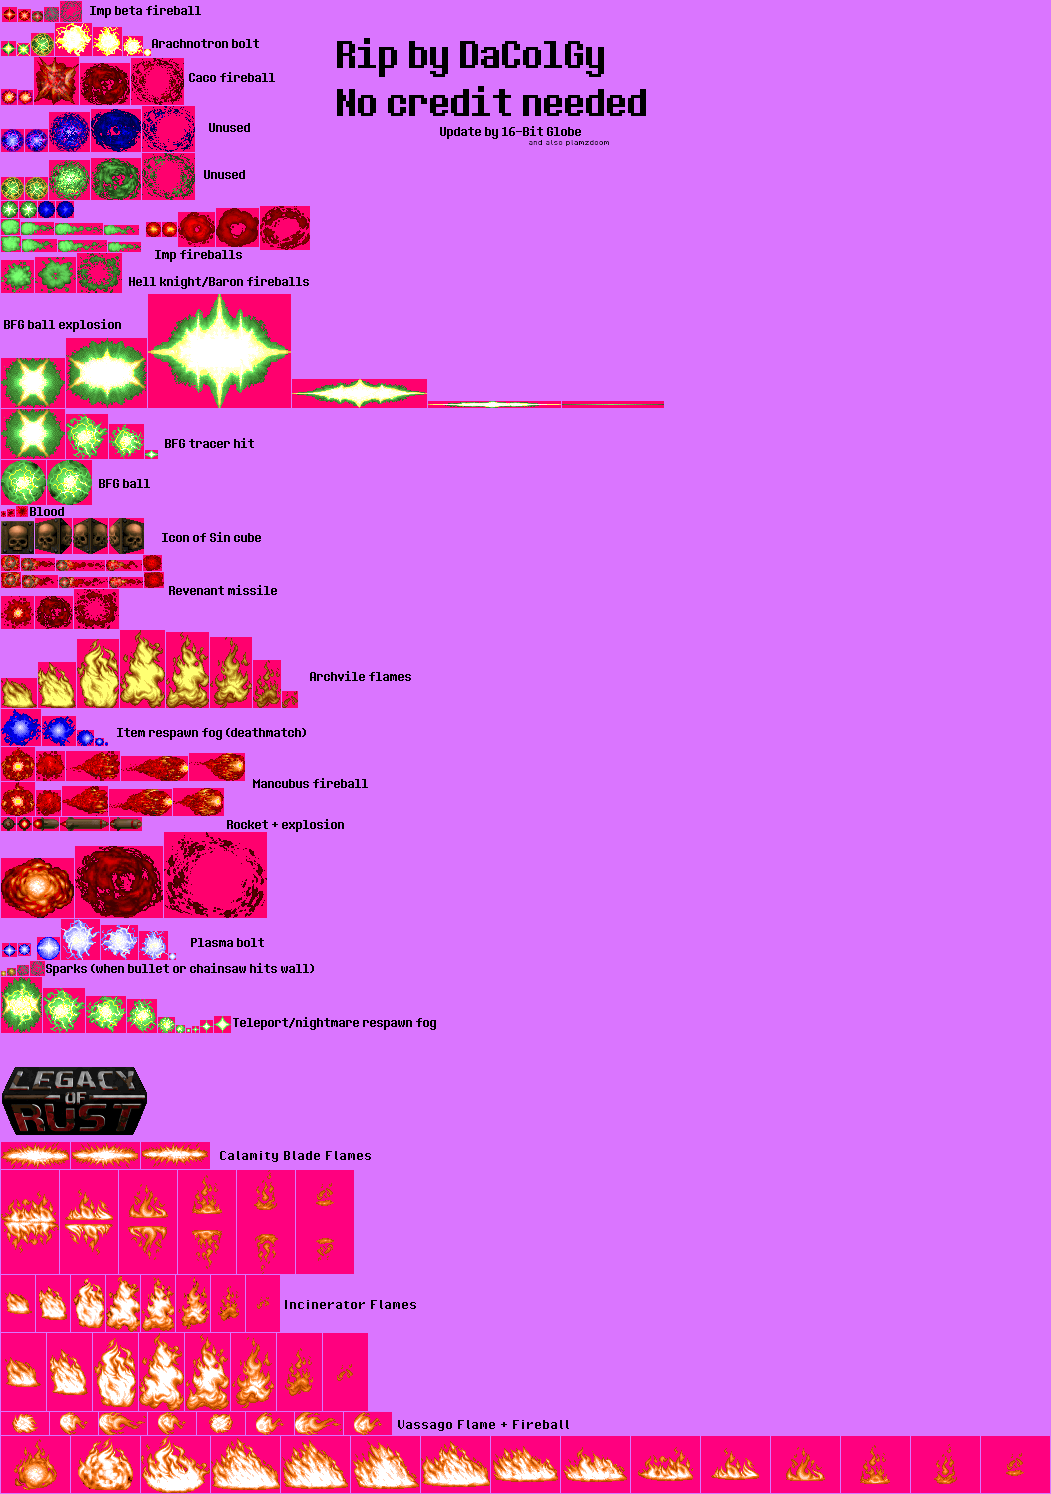 Imp beta fireball
Arachnotron bolt
Rip by DaColGy
Caco fireball
No credit needed
Unused
Update by 16-Bit Globe
and also plamzdoom
Unused
Imp fireballs
Hell knight/Baron fireballs
BFG ball explosion
BFG tracer hit
BFG ball
Blood
Icon of Sin cube
Revenant missile
Archvile flames
Item respawn fog (deathmatch)
Mancubus fireball
Rocket + explosion
Plasma bolt
Sparks (when bullet or chainsaw hits wall)
Teleport/nightmare respawn fog
LEGACY
OF
RUST
Calamity Blade Flames
Incinerator Flames
Vassago Flame + Fireball